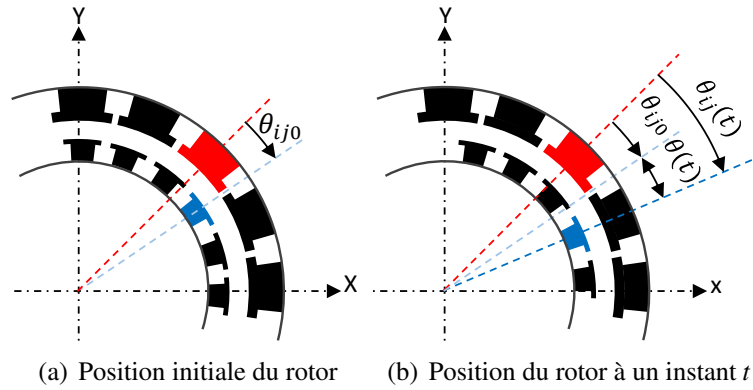 Y
θij0
X
(a) Position initiale du rotor
Y
θij(t)
θij0
θ(t)
x
(b) Position du rotor à un instant t